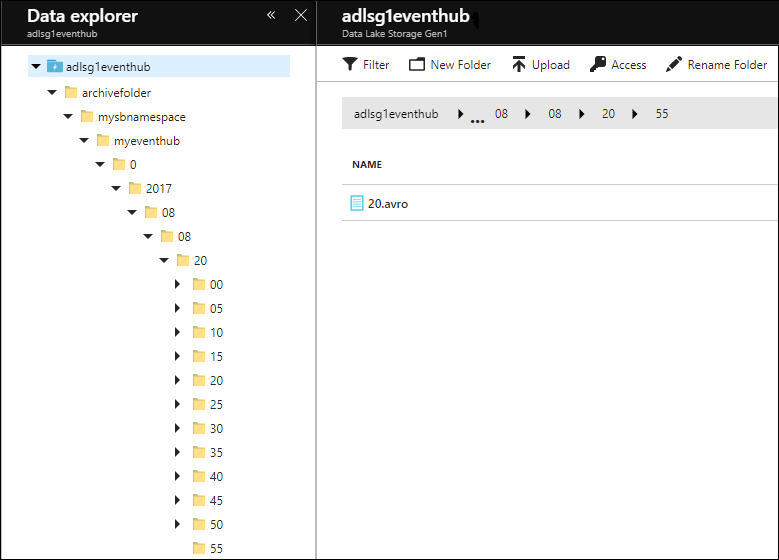 Data explorer «
adlsg1eventhub
adlsg1eventhub
archivefolder
mysbnamespace
myeventhub
0
2017
08
08
20
00
05
10
15
20
25
30
35
40
45
50
55
adlsg1eventhub
Data Lake Storage Gen1
Filter New Folder Upload Access Rename Folder
adlsg1eventhub ... 08 08 20 55
NAME
20.avro